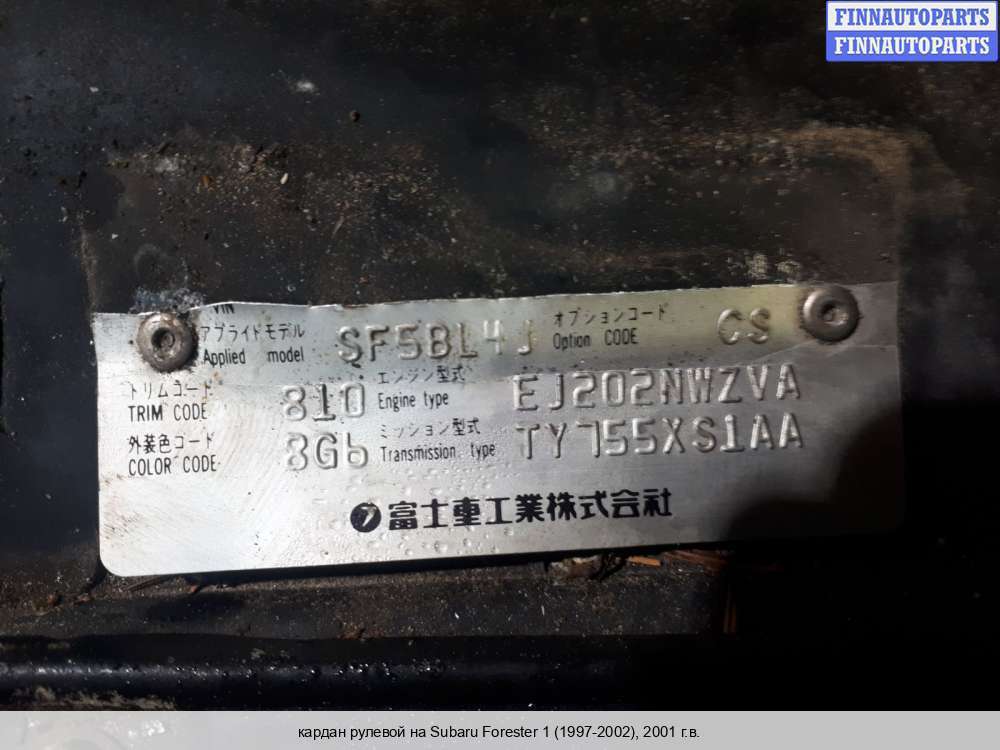 FINNAUTOPARTS
FINNAUTOPARTS
VIN
アプライドモデル SF5BL4J オプションコード CS
Applied model Option CODE
トリムコード 810 エンジン型式 EJ202NWZVA
TRIM CODE Engine type
外装色コード 8Gb ミッション型式 TY755XS1AA
COLOR CODE Transmission type
富士重工業株式会社
кардан рулевой на Subaru Forester 1 (1997-2002), 2001 г.в.